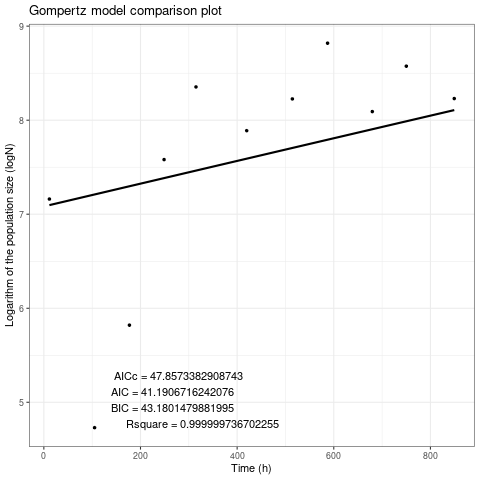 Gompertz model comparison plot
9
8
7
6
5
Logarithm of the population size (logN)
AICc = 47.8573382908743
AIC = 41.1906716242076
BIC = 43.1801479881995
Rsquare = 0.999999736702255
0 200 400 600 800
Time (h)